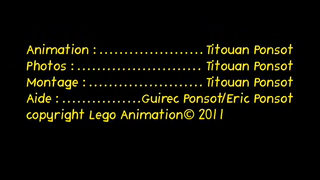 Animation : ..................... Titouan Ponsot
Photos : ......................... Titouan Ponsot
Montage : ....................... Titouan Ponsot
Aide : ................Guirec Ponsot/Eric Ponsot
copyright Lego Animation© 2011